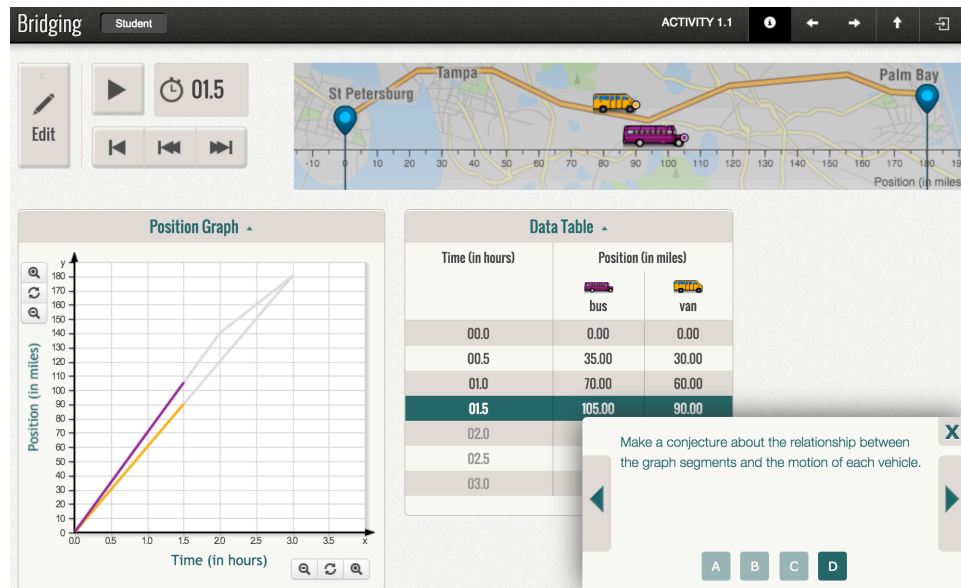 Bridging
Student
ACTIVITY 1.1
Edit
01.5
St Petersburg
Tampa
Palm Bay
-10 0 10 20 30 40 50 60 70 80 90 100 110 120 130 140 150 160 170 180 19
Position (in miles
Position Graph
y
180
170
160
150
140
130
120
110
100
90
80
70
60
50
40
30
20
10
0
Position (in miles)
0.0 0.5 1.0 1.5 2.0 2.5 3.0 3.5 x
Time (in hours)
Data Table
Time (in hours) Position (in miles)
bus van
00.0 0.00 0.00
00.5 35.00 30.00
01.0 70.00 60.00
01.5 105.00 90.00
02.0
02.5
03.0
X
Make a conjecture about the relationship between
the graph segments and the motion of each vehicle.
A B C D